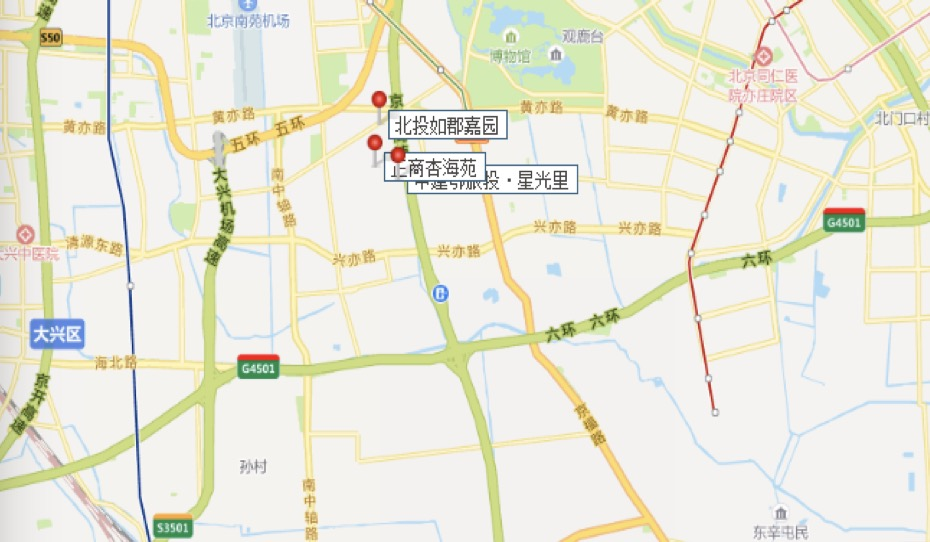 北京南苑机场
S50
博物馆
观鹿台
北京同仁医
院亦庄院区
黄亦路
黄亦路
黄亦路
北门口村
北投如郡嘉园
五环
五环
正商杏海苑
星光里
大兴机场高速
南中轴路
清源东路
大兴中医院
兴亦路
兴亦路
兴亦路
兴亦路
G4501
六环
大兴区
六环
六环
海北路
G4501
京开高速
京福路
孙村
南中轴路
S3501
东辛屯民